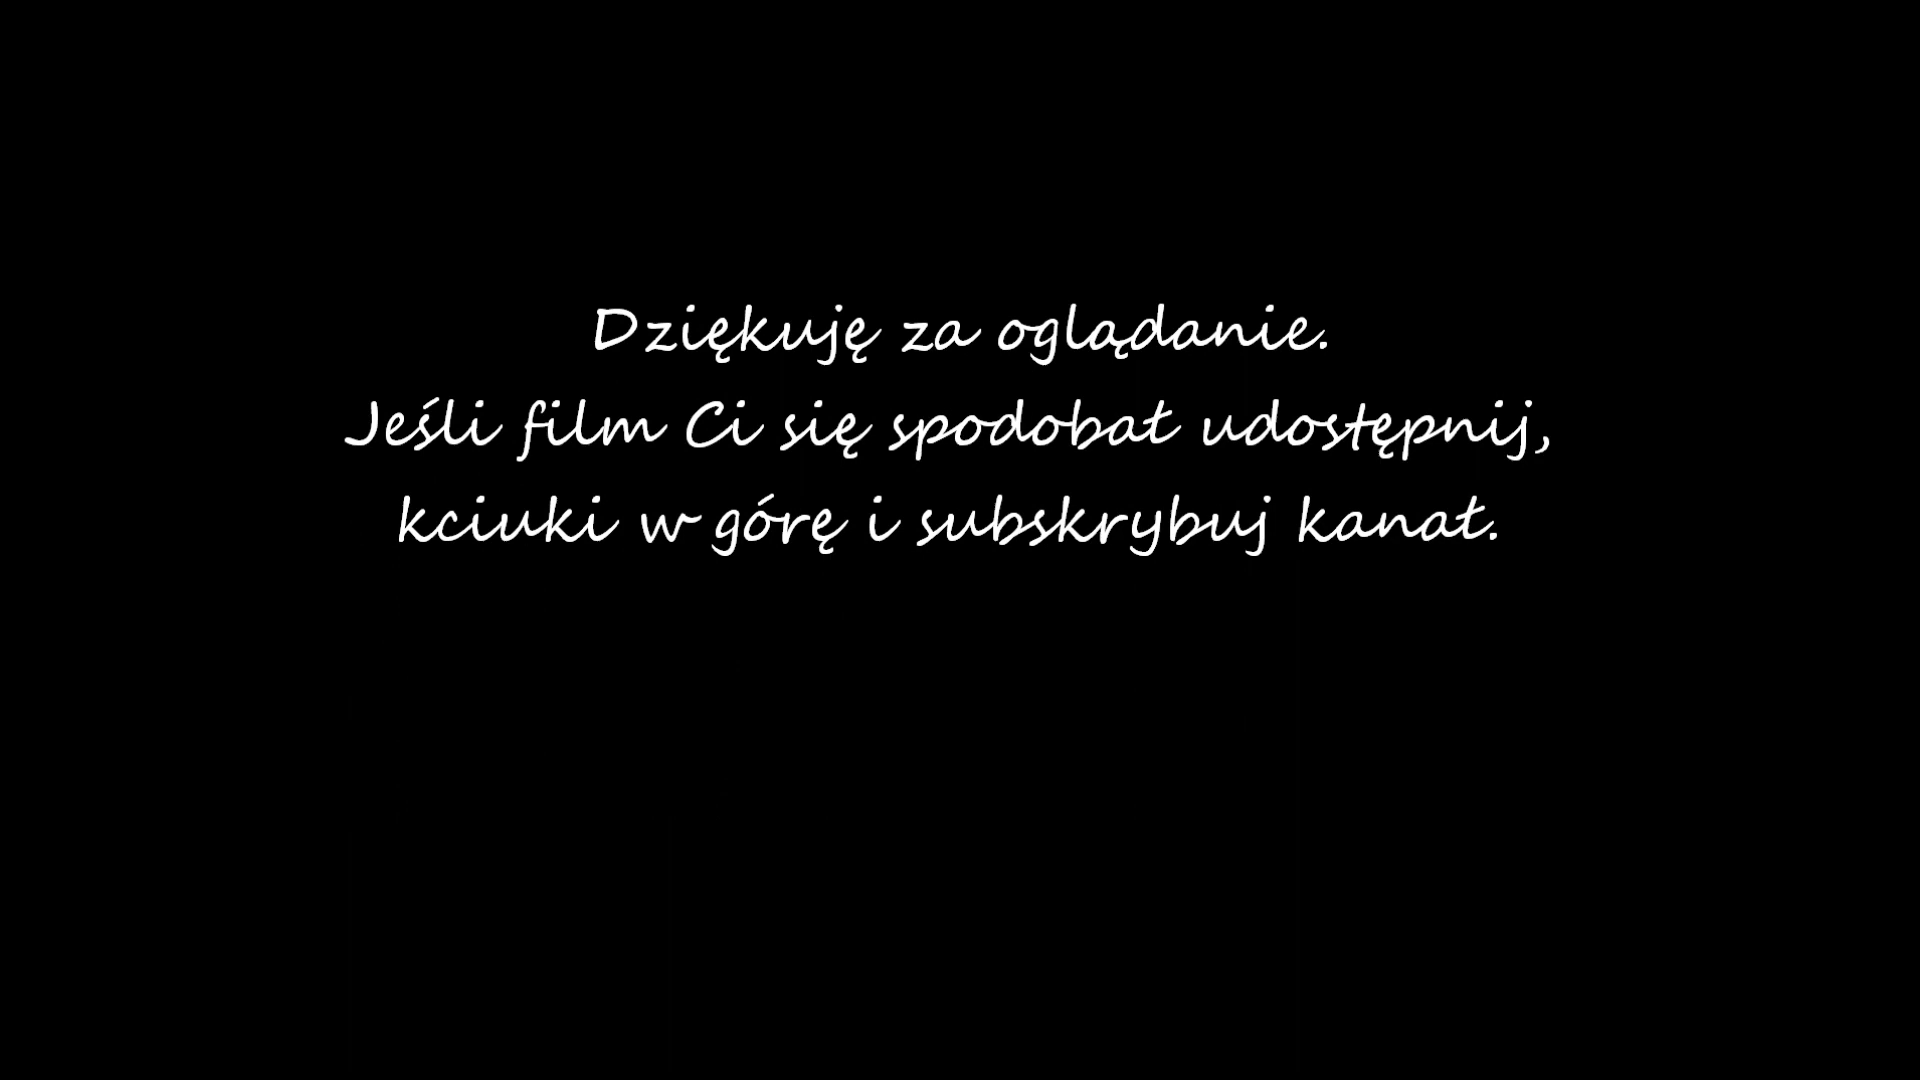 Dziękuję za oglądanie.
Jeśli film Ci się spodobał udostępnij,
kciuki w górę i subskrybuj kanał.